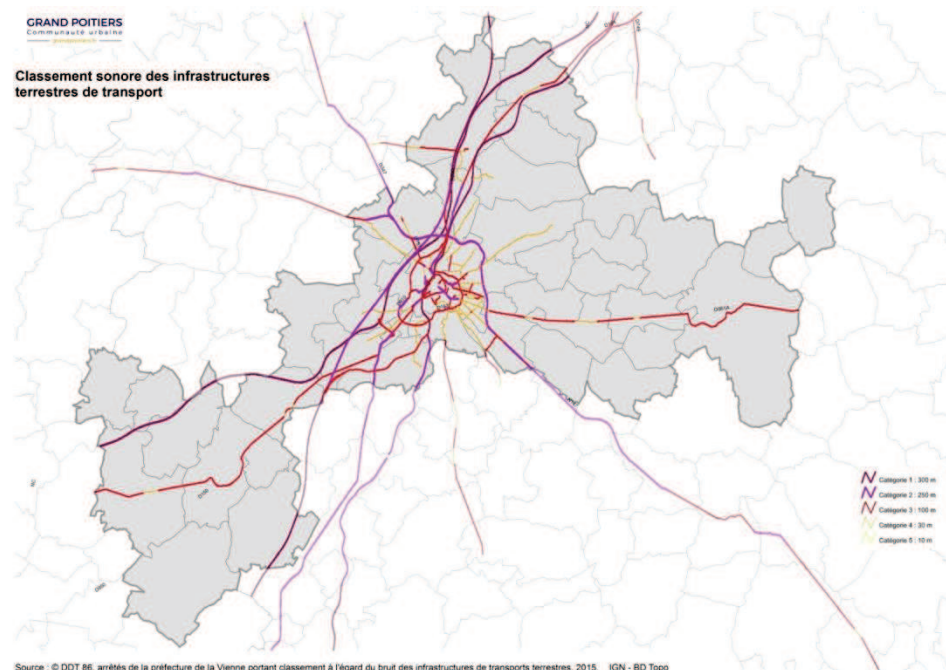 GRAND POITIERS
Communauté urbaine
grandpoitiers.fr
Classement sonore des infrastructures
terrestres de transport
Catégorie 1 : 300 m
Catégorie 2 : 250 m
Catégorie 3 : 100 m
Catégorie 4 : 30 m
Catégorie 5 : 10 m
Source : © DDT 86, arrêtés de la préfecture de la Vienne portant classement à l'égard du bruit des infrastructures de transports terrestres, 2015. IGN - BD Topo